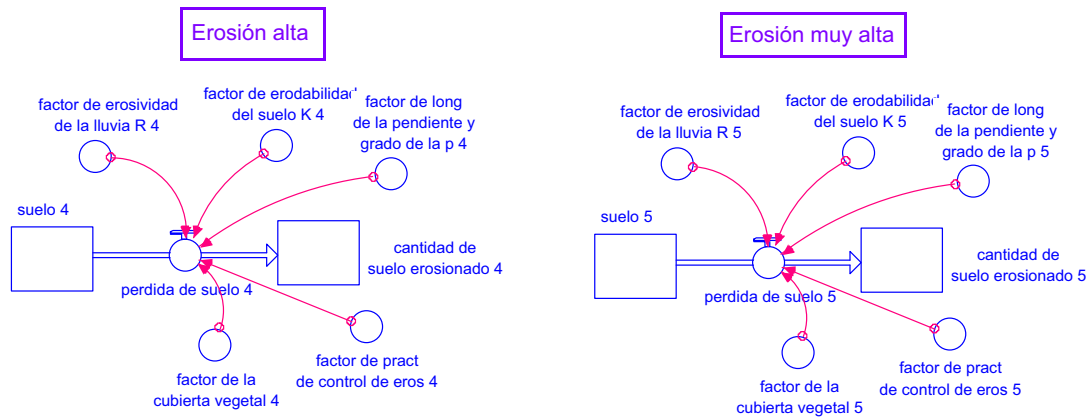 Erosión alta
factor de erosividad
de la lluvia R 4
factor de erodabilidad
del suelo K 4
factor de long
de la pendiente y
grado de la p 4
suelo 4
cantidad de
suelo erosionado 4
perdida de suelo 4
factor de la
cubierta vegetal 4
factor de pract
de control de eros 4
Erosión muy alta
factor de erosividad
de la lluvia R 5
factor de erodabilidad
del suelo K 5
factor de long
de la pendiente y
grado de la p 5
suelo 5
cantidad de
suelo erosionado 5
perdida de suelo 5
factor de la
cubierta vegetal 5
factor de pract
de control de eros 5